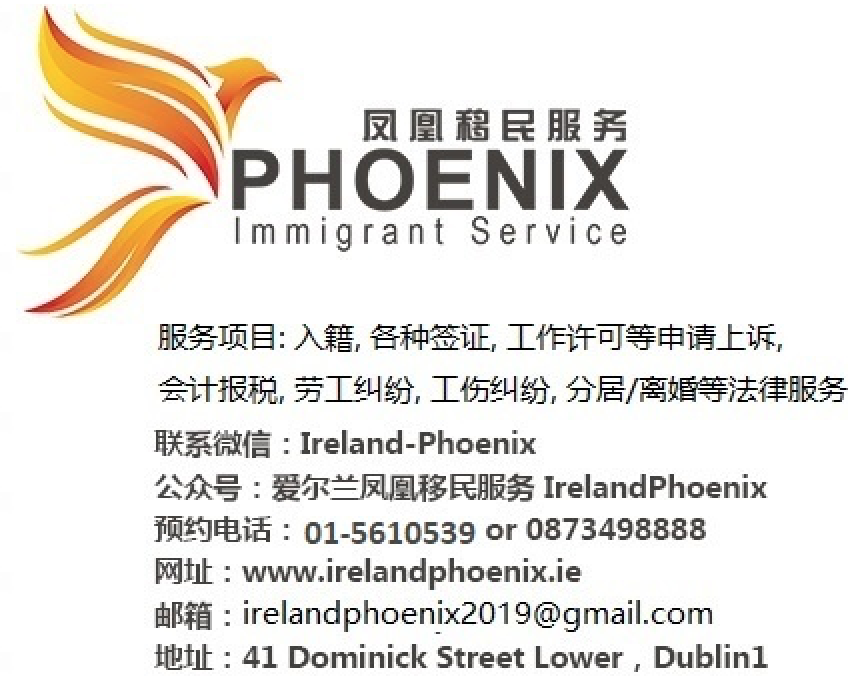 凤凰移民服务
PHOENIX
Immigrant Service
服务项目: 入籍, 各种签证, 工作许可等申请上诉,
会计报税, 劳工纠纷, 工伤纠纷, 分居/离婚等法律服务
联系微信：Ireland-Phoenix
公众号：爱尔兰凤凰移民服务 IrelandPhoenix
预约电话：01-5610539 or 0873498888
网址：www.irelandphoenix.ie
邮箱：irelandphoenix2019@gmail.com
地址：41 Dominick Street Lower，Dublin1